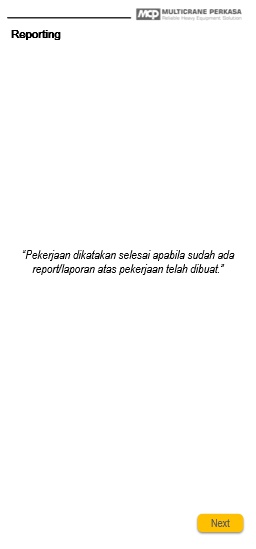 MCP MULTICRANE PERKASA
Reliable Heavy Equipment Solution
Reporting
“Pekerjaan dikatakan selesai apabila sudah ada
report/laporan atas pekerjaan telah dibuat.”
Next